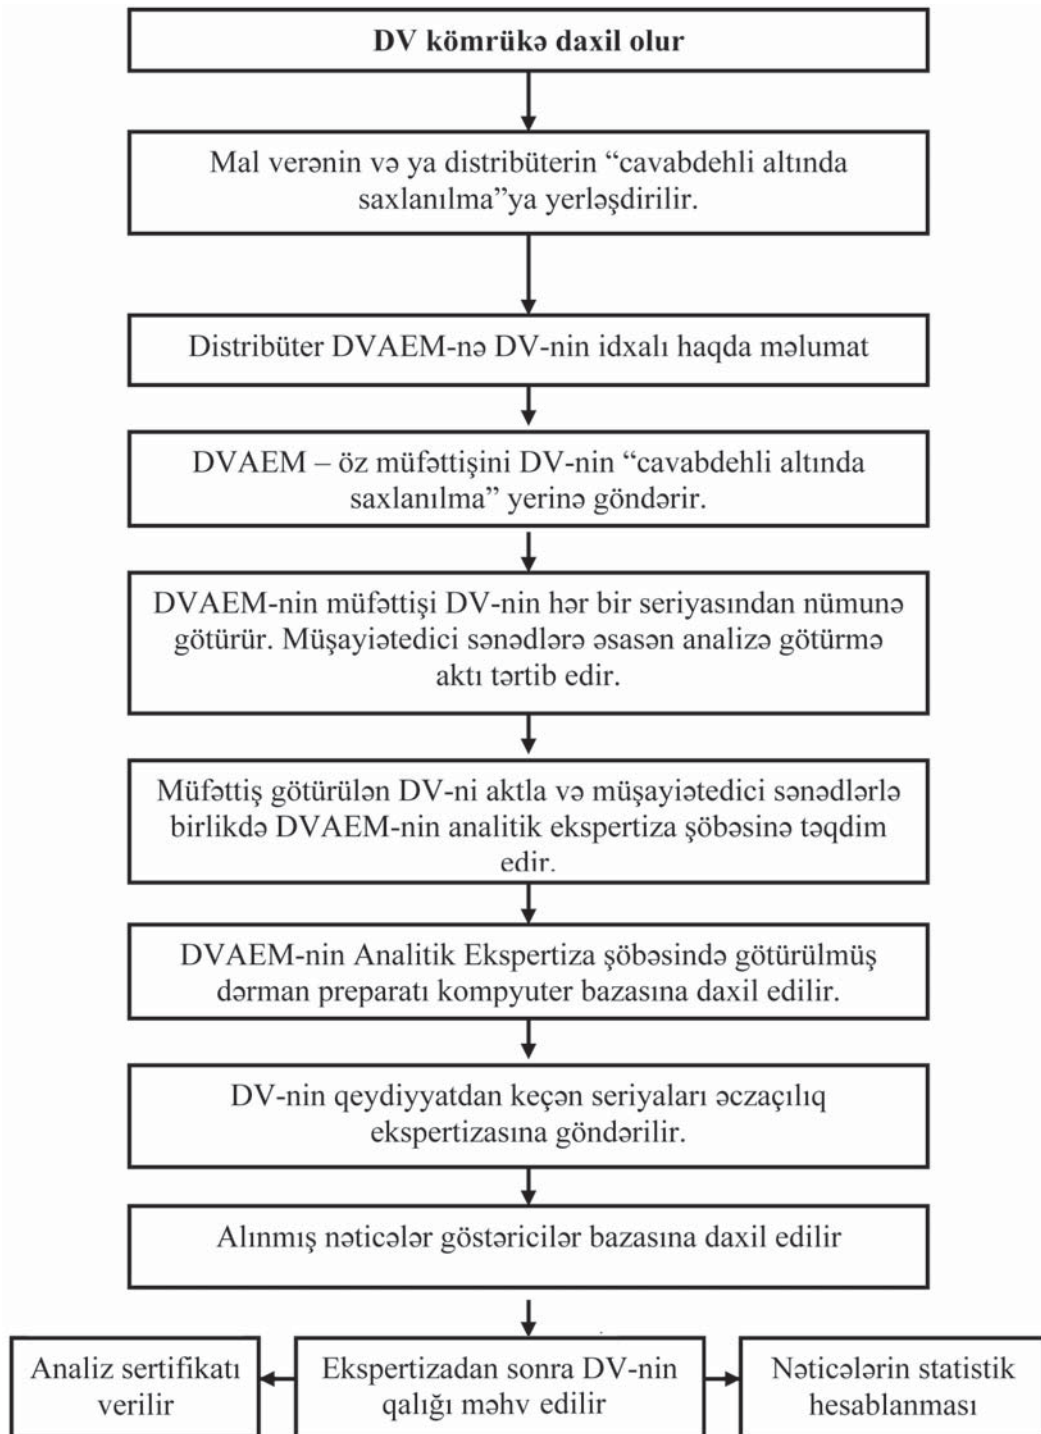 DV kömrükə daxil olur
Mal verənin və ya distribüterin “cavabdehli altında
saxlanılma”ya yerləşdirilir.
Distribüter DVAEM-nə DV-nin idxalı haqda məlumat
DVAEM – öz müfəttişini DV-nin “cavabdehli altında
saxlanılma” yerinə göndərir.
DVAEM-nin müfəttişi DV-nin hər bir seriyasından nümunə
götürür. Müşayiətedici sənədlərə əsasən analizə götürmə
aktı tərtib edir.
Müfəttiş götürülən DV-ni aktla və müşayiətedici sənədlərlə
birlikdə DVAEM-nin analitik ekspertiza şöbəsinə təqdim
edir.
DVAEM-nin Analitik Ekspertiza şöbəsində götürülmüş
dərman preparatı kompyuter bazasına daxil edilir.
DV-nin qeydiyyatdan keçən seriyaları əczaçılıq
ekspertizasına göndərilir.
Alınmış nəticələr göstəricilər bazasına daxil edilir
Analiz sertifikatı
verilir
Ekspertizadan sonra DV-nin
qalığı məhv edilir
Nəticələrin statistik
hesablanması